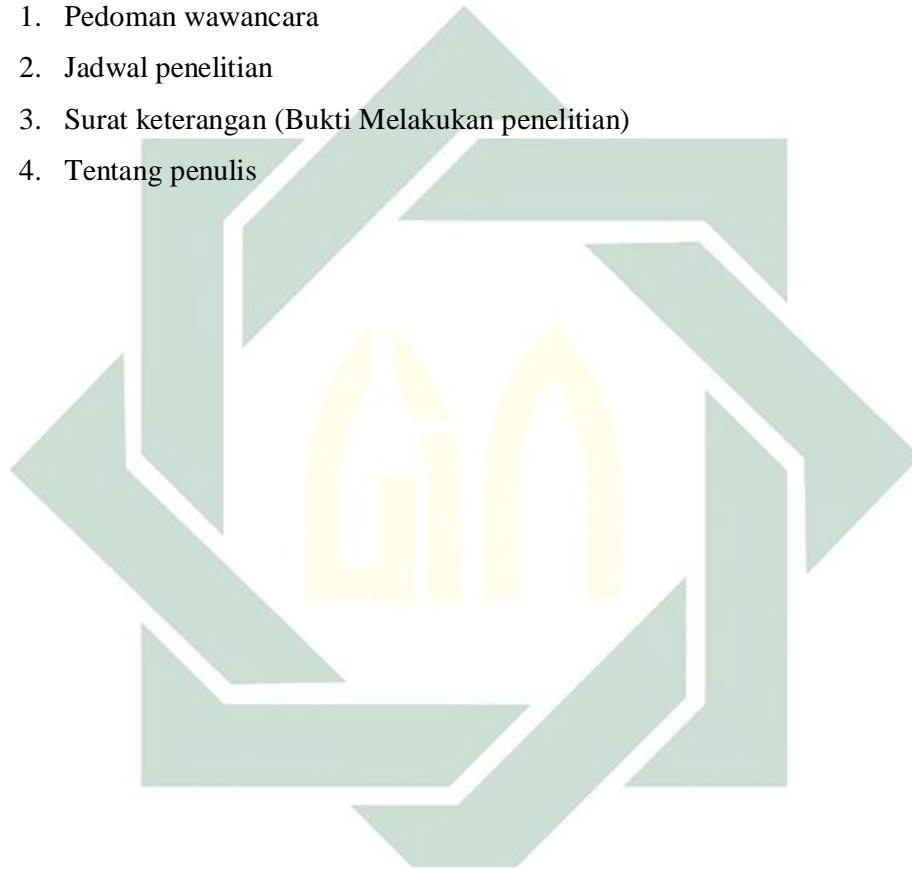 1. Pedoman wawancara
2. Jadwal penelitian
3. Surat keterangan (Bukti Melakukan penelitian)
4. Tentang penulis